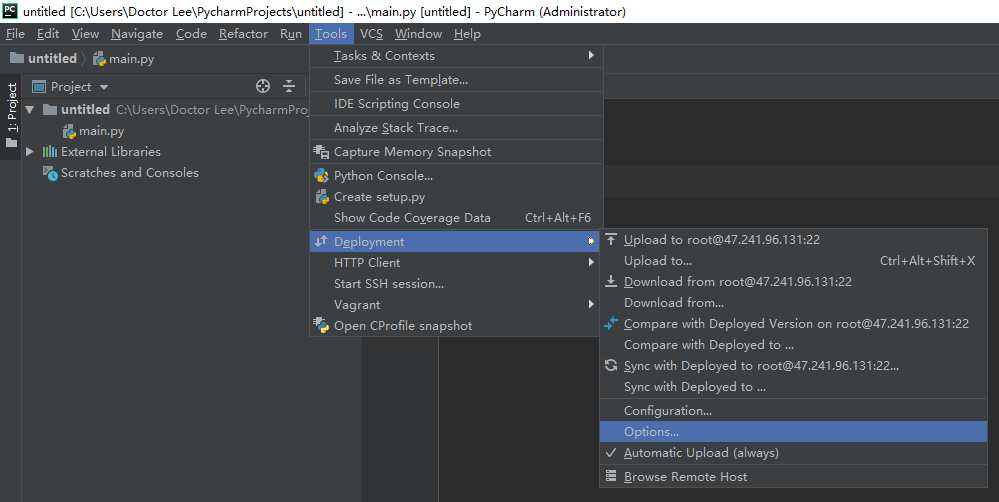 PC untitled [C:\Users\Doctor Lee\PycharmProjects\untitled] - ...\main.py [untitled] - PyCharm (Administrator)
File Edit View Navigate Code Refactor Run Tools VCS Window Help
untitled main.py
1: Project
Project
untitled C:\Users\Doctor Lee\PycharmProj
main.py
External Libraries
Scratches and Consoles
Tasks & Contexts
Save File as Template...
IDE Scripting Console
Analyze Stack Trace...
Capture Memory Snapshot
Python Console...
Create setup.py
Show Code Coverage Data Ctrl+Alt+F6
Deployment
HTTP Client
Start SSH session...
Vagrant
Open CProfile snapshot
Upload to root@47.241.96.131:22
Upload to... Ctrl+Alt+Shift+X
Download from root@47.241.96.131:22
Download from...
Compare with Deployed Version on root@47.241.96.131:22
Compare with Deployed to ...
Sync with Deployed to root@47.241.96.131:22...
Sync with Deployed to ...
Configuration...
Options...
Automatic Upload (always)
Browse Remote Host